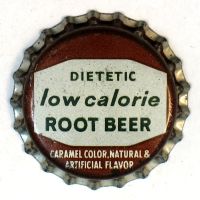 DIETETIC
low calorie
ROOT BEER
CARAMEL COLOR, NATURAL &
ARTIFICIAL FLAVOR